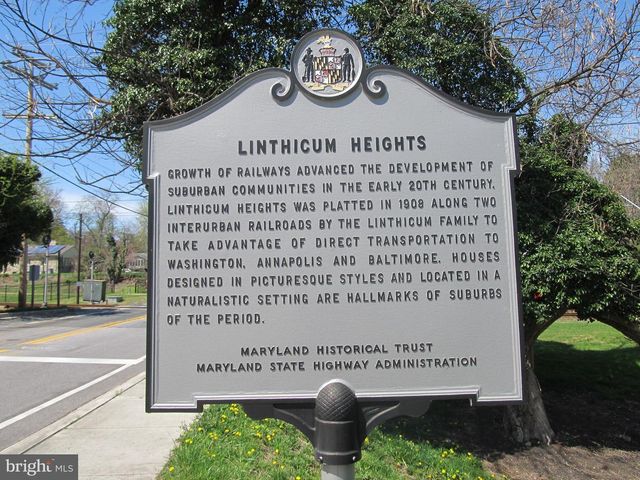 LINTHICUM HEIGHTS
GROWTH OF RAILWAYS ADVANCED THE DEVELOPMENT OF
SUBURBAN COMMUNITIES IN THE EARLY 20TH CENTURY.
LINTHICUM HEIGHTS WAS PLATTED IN 1908 ALONG TWO
INTERURBAN RAILROADS BY THE LINTHICUM FAMILY TO
TAKE ADVANTAGE OF DIRECT TRANSPORTATION TO
WASHINGTON, ANNAPOLIS AND BALTIMORE. HOUSES
DESIGNED IN PICTURESQUE STYLES AND LOCATED IN A
NATURALISTIC SETTING ARE HALLMARKS OF SUBURBS
OF THE PERIOD.
MARYLAND HISTORICAL TRUST
MARYLAND STATE HIGHWAY ADMINISTRATION
bright MLS